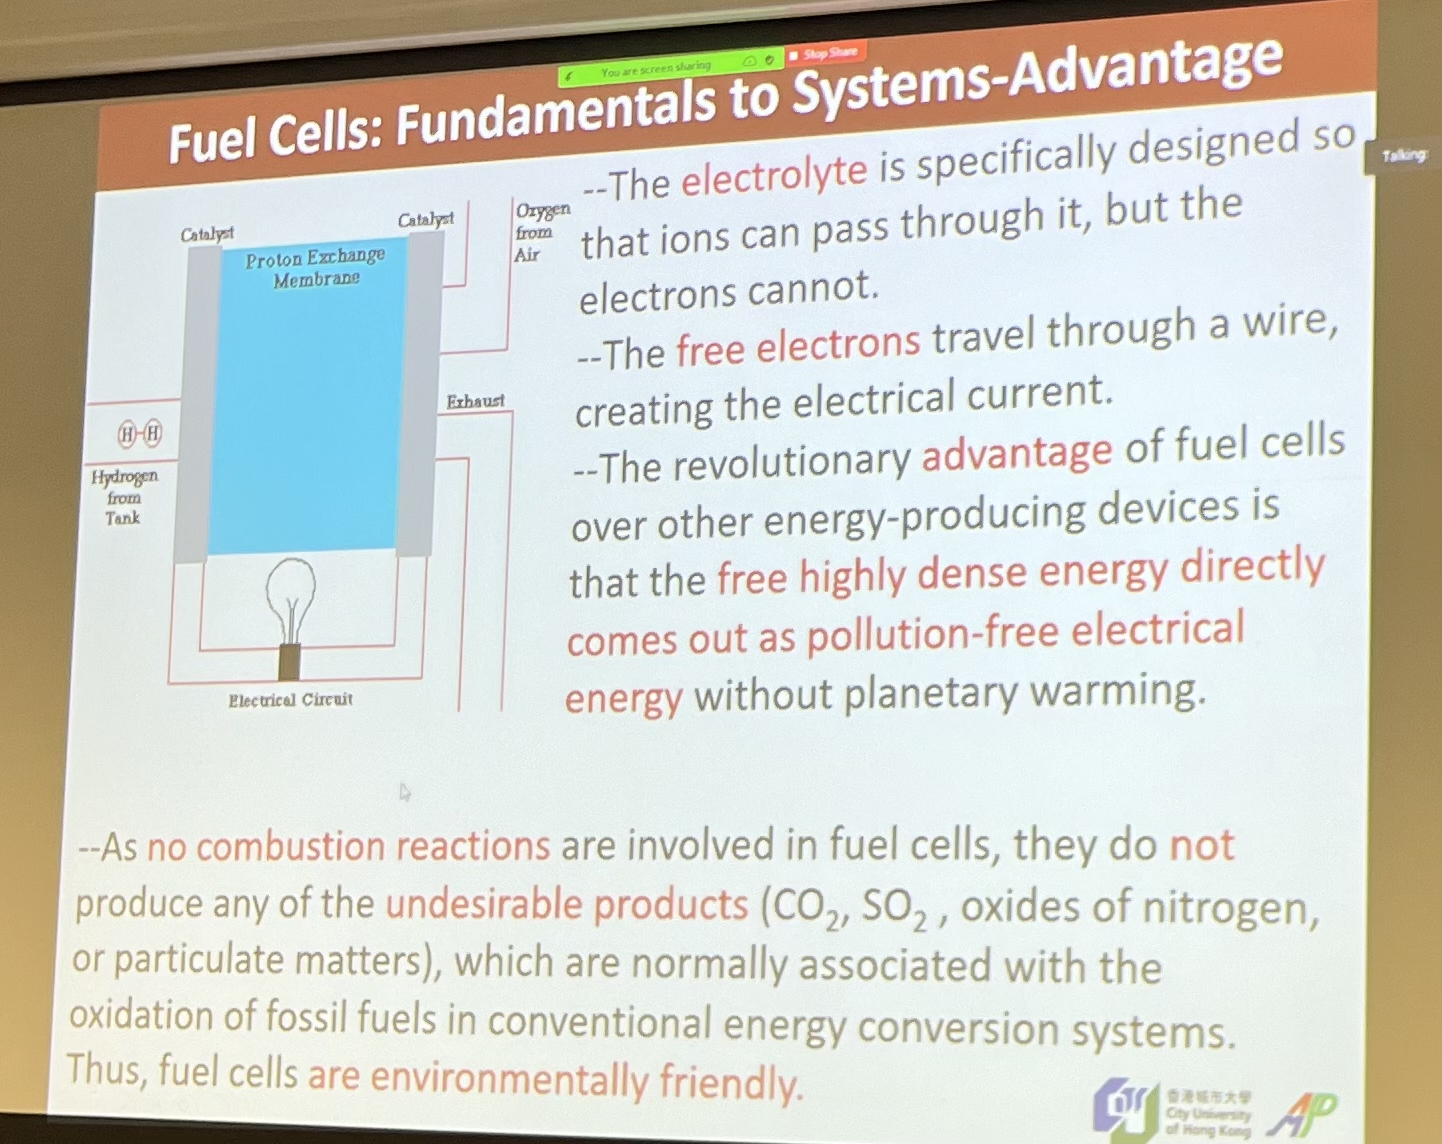 You are screen sharing
Stop Share
Fuel Cells: Fundamentals to Systems-Advantage
Talking:
Catalyst
Catalyst
Proton Exchange
Membrane
Oxygen
from
Air
Exhaust
H-H
Hydrogen
from
Tank
Electrical Circuit
--The electrolyte is specifically designed so
that ions can pass through it, but the
electrons cannot.
--The free electrons travel through a wire,
creating the electrical current.
--The revolutionary advantage of fuel cells
over other energy-producing devices is
that the free highly dense energy directly
comes out as pollution-free electrical
energy without planetary warming.
--As no combustion reactions are involved in fuel cells, they do not
produce any of the undesirable products (CO₂, SO₂ , oxides of nitrogen,
or particulate matters), which are normally associated with the
oxidation of fossil fuels in conventional energy conversion systems.
Thus, fuel cells are environmentally friendly.
香港城市大學
City University
of Hong Kong
AP